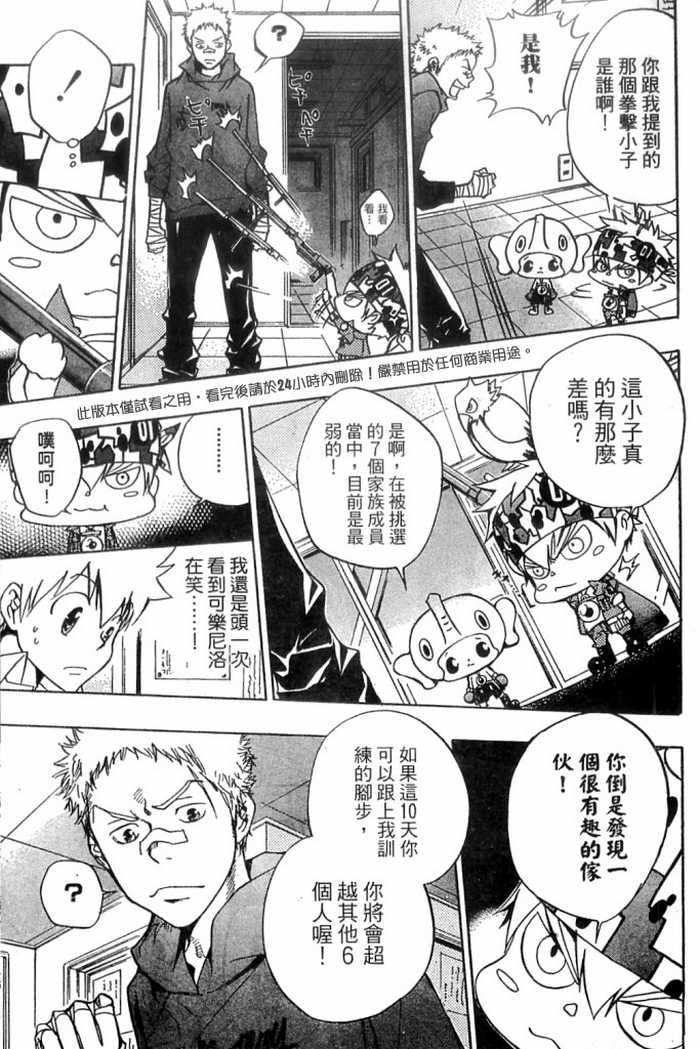 你跟我提到的
那個拳擊小子
是誰啊！
是我！
？
ピチ
ピチ
ペチ
我看
看…
！
此版本僅試看之用，看完後請於24小時內刪除！嚴禁用於任何商業用途。
這小子真
的有那麼
差嗎？
是啊，在被挑選
的7個家族成員
當中，目前是最
弱的！
噗呵呵！
我還是頭一次
看到可樂尼洛
在笑……！
你倒是發現一
個很有趣的傢
伙！
如果這10天你
可以跟上我訓
練的腳步，
你將會超
越其他6
個人喔！
？